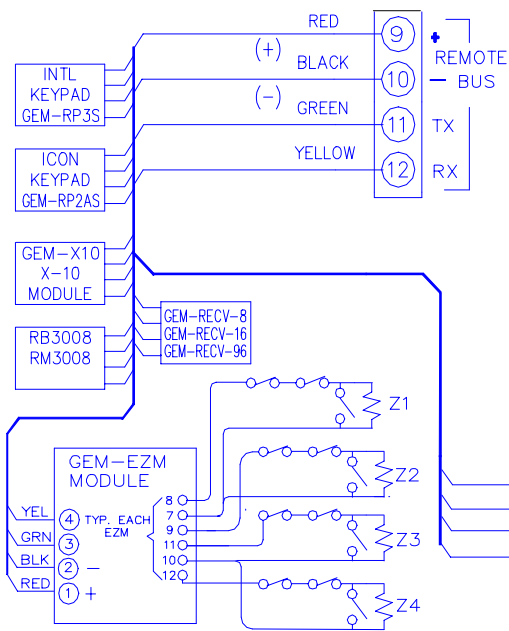 RED
9
+
(+)
REMOTE
BUS
BLACK
10
−
(−)
GREEN
11
TX
YELLOW
12
RX
INTL
KEYPAD
GEM-RP3S
ICON
KEYPAD
GEM-RP2AS
GEM-X10
X-10
MODULE
GEM-RECV-8
GEM-RECV-16
GEM-RECV-96
RB3008
RM3008
GEM-EZM
MODULE
TYP. EACH
EZM
YEL
4
GRN
3
BLK
2
−
RED
1
+
8
7
9
11
10
12
Z1
Z2
Z3
Z4